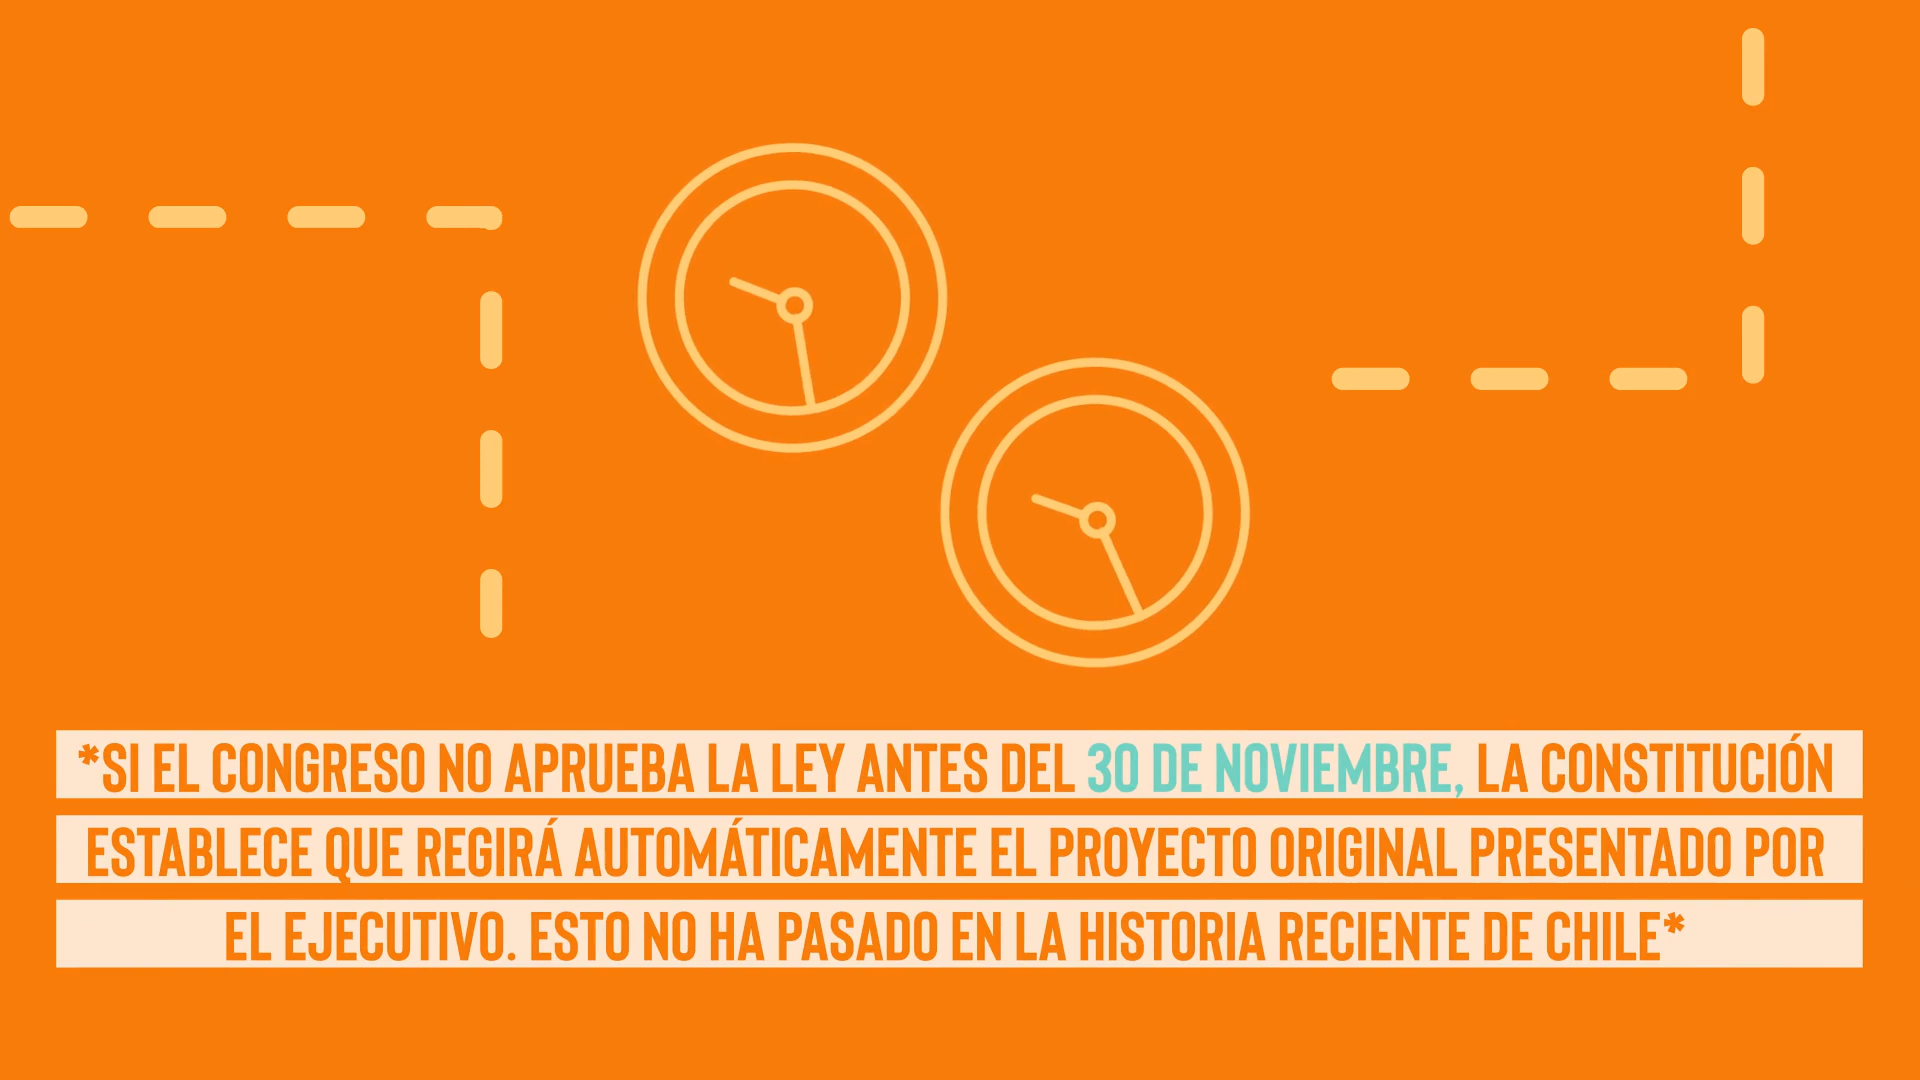 *SI EL CONGRESO NO APRUEBA LA LEY ANTES DEL 30 DE NOVIEMBRE, LA CONSTITUCIÓN
ESTABLECE QUE REGIRÁ AUTOMÁTICAMENTE EL PROYECTO ORIGINAL PRESENTADO POR
EL EJECUTIVO. ESTO NO HA PASADO EN LA HISTORIA RECIENTE DE CHILE*